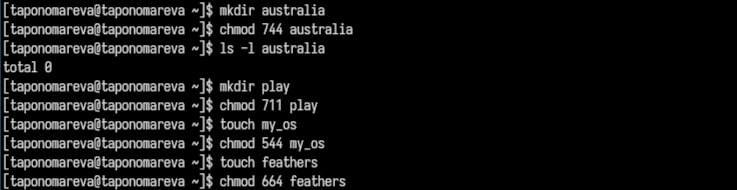 [taponomareva@taponomareva ~]$ mkdir australia
[taponomareva@taponomareva ~]$ chmod 744 australia
[taponomareva@taponomareva ~]$ ls -l australia
total 0
[taponomareva@taponomareva ~]$ mkdir play
[taponomareva@taponomareva ~]$ chmod 711 play
[taponomareva@taponomareva ~]$ touch my_os
[taponomareva@taponomareva ~]$ chmod 544 my_os
[taponomareva@taponomareva ~]$ touch feathers
[taponomareva@taponomareva ~]$ chmod 664 feathers